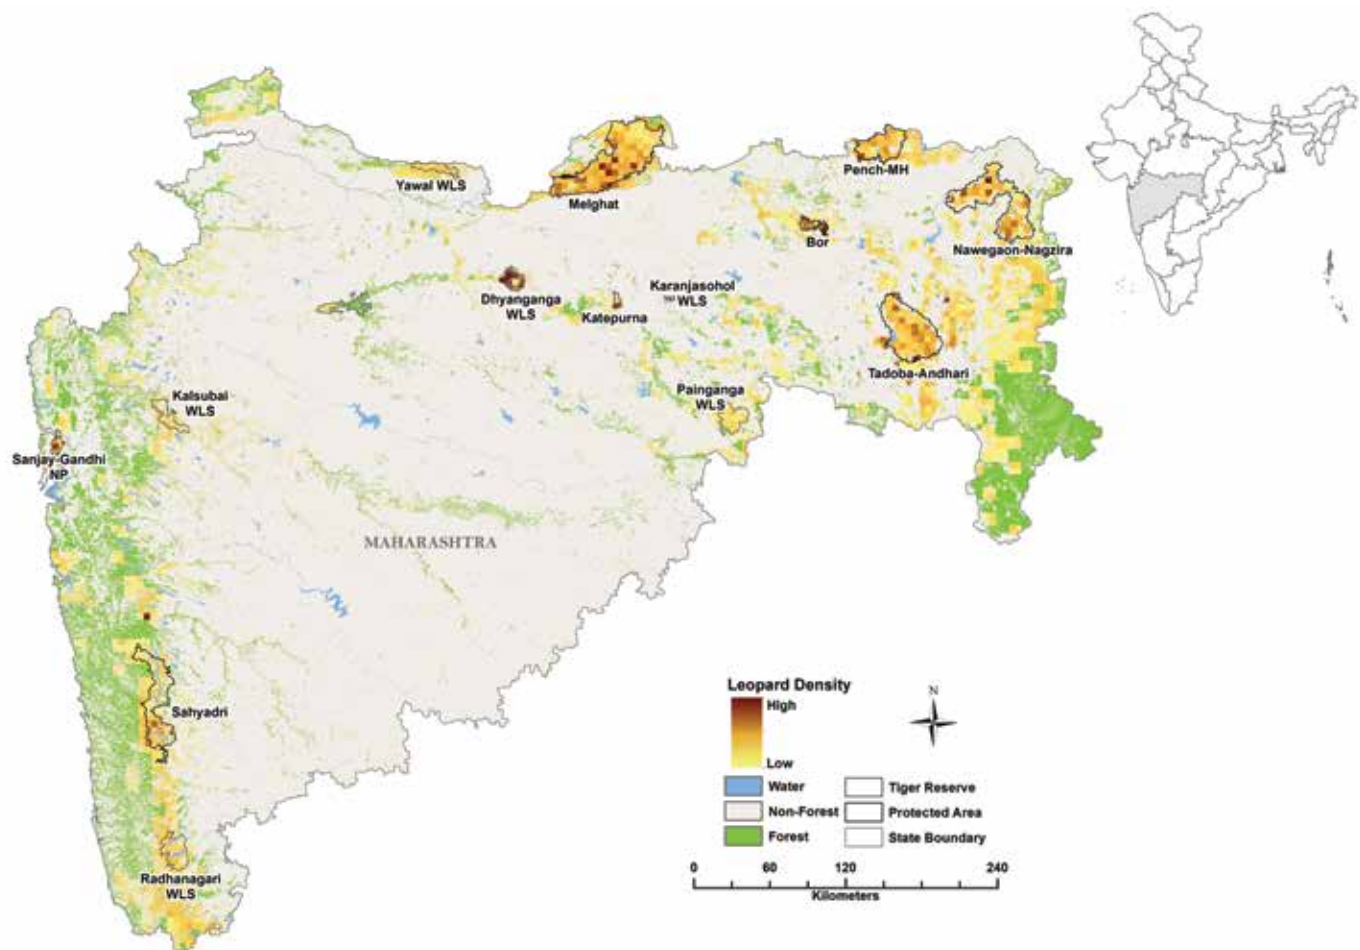 Yawal WLS
Melghat
Pench-MH
Bor
Nawegaon-Nagzira
Dhyanganga
WLS
Katepurna
Karanjasohol
WLS
Tadoba-Andhari
Painganga
WLS
Kalsubai
WLS
Sanjay-Gandhi
NP
MAHARASHTRA
Sahyadri
Radhanagari
WLS
Leopard Density
High
Low
Water
Non-Forest
Forest
Tiger Reserve
Protected Area
State Boundary
N
0 60 120 240
Kilometers